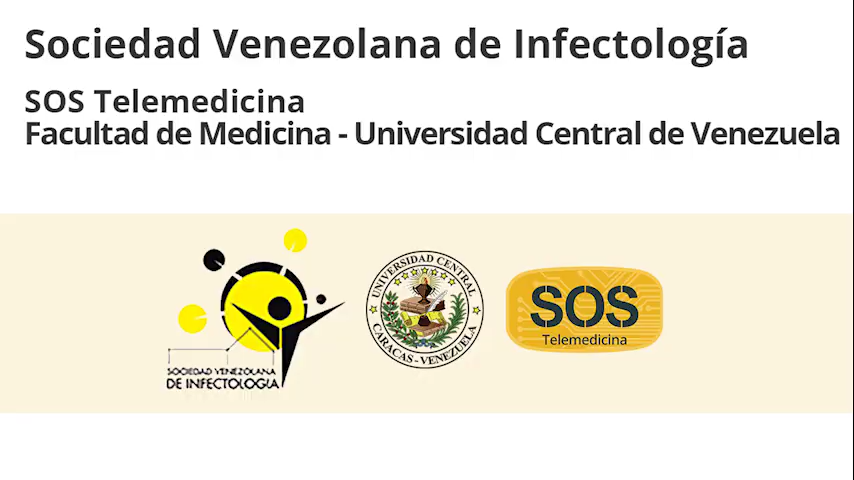 Sociedad Venezolana de Infectología
SOS Telemedicina
Facultad de Medicina - Universidad Central de Venezuela
SOCIEDAD VENEZOLANA
DE INFECTOLOGIA
UNIVERSIDAD CENTRAL
CARACAS - VENEZUELA
SOS
Telemedicina